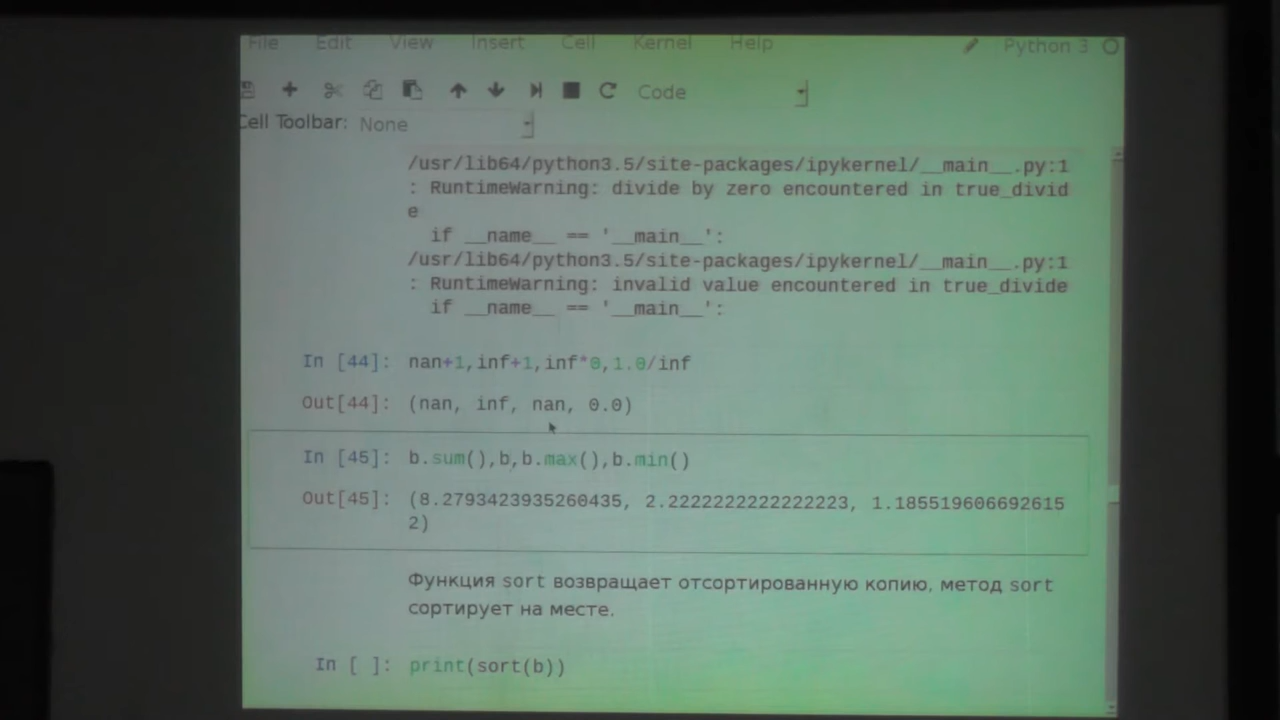 File Edit View Insert Cell Kernel Help Python 3
Code
Cell Toolbar: None
/usr/lib64/python3.5/site-packages/ipykernel/__main__.py:1
: RuntimeWarning: divide by zero encountered in true_divid
e
if __name__ == '__main__':
/usr/lib64/python3.5/site-packages/ipykernel/__main__.py:1
: RuntimeWarning: invalid value encountered in true_divide
if __name__ == '__main__':
In [44]: nan+1,inf+1,inf*0,1.0/inf
Out[44]: (nan, inf, nan, 0.0)
In [45]: b.sum(),b,b.max(),b.min()
Out[45]: (8.2793423935260435, 2.2222222222222223, 1.185519606692615
2)
Функция sort возвращает отсортированную копию, метод sort
сортирует на месте.
In [ ]: print(sort(b))